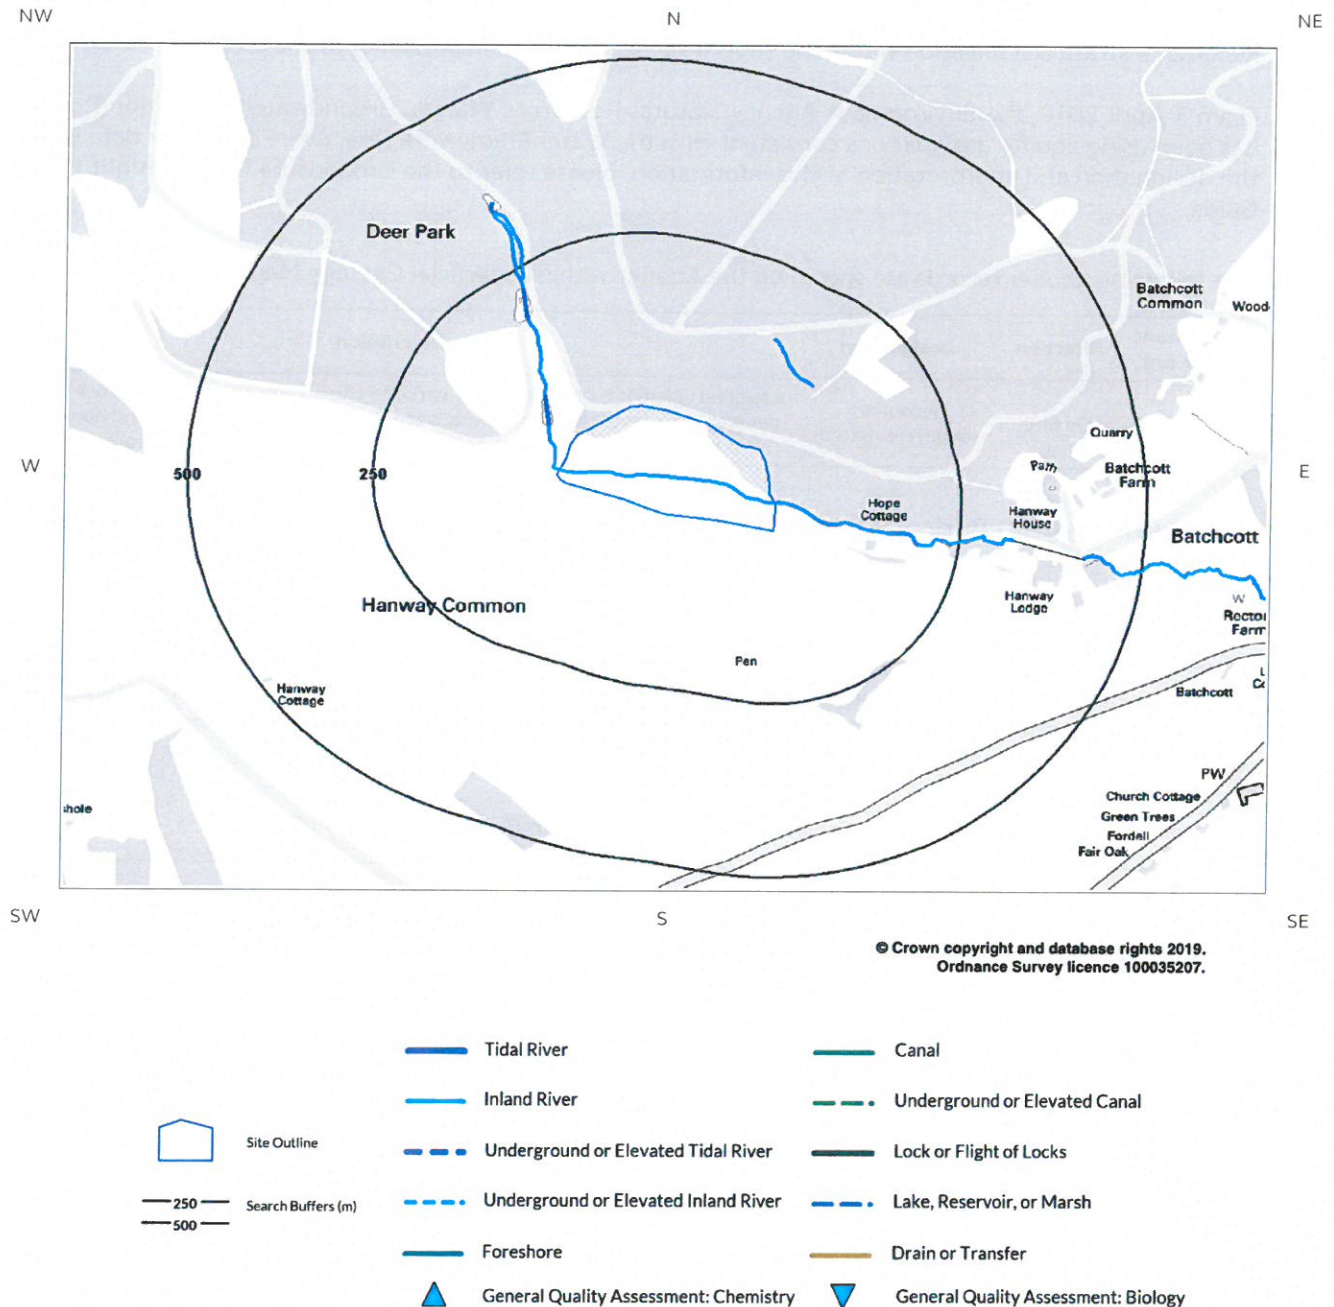 NW
N
NE
Deer Park
Batchcott
Common
Wood
Quarry
W
500
250
Batchcott
Farm
E
Hope
Cottage
Hanway
House
Batchcott
Hanway
Lodge
Hanway Common
W
Rector
Farm
Pen
Hanway
Cottage
Batchcott
PW
hole
Church Cottage
Green Trees
Fordell
Fair Oak
SW
S
SE
© Crown copyright and database rights 2019.
Ordnance Survey licence 100035207.
Tidal River
Canal
Inland River
Underground or Elevated Canal
Site Outline
Underground or Elevated Tidal River
Lock or Flight of Locks
250
Search Buffers (m)
500
Underground or Elevated Inland River
Lake, Reservoir, or Marsh
Foreshore
Drain or Transfer
General Quality Assessment: Chemistry
General Quality Assessment: Biology